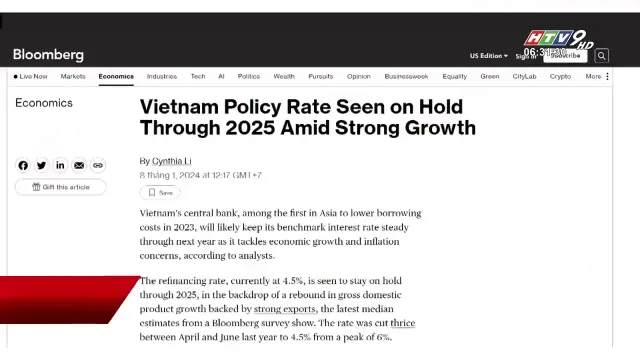 HTV9 HD
06:31:30
Bloomberg
US Edition
Sign In
Subscribe
Live Now Markets Economics Industries Tech AI Politics Wealth Pursuits Opinion Businessweek Equality Green CityLab Crypto More
Economics
Vietnam Policy Rate Seen on Hold
Through 2025 Amid Strong Growth
By Cynthia Li
8 tháng 1, 2024 at 12:17 GMT+7
Save
Gift this article
Vietnam's central bank, among the first in Asia to lower borrowing
costs in 2023, will likely keep its benchmark interest rate steady
through next year as it tackles economic growth and inflation
concerns, according to analysts.
The refinancing rate, currently at 4.5%, is seen to stay on hold
through 2025, in the backdrop of a rebound in gross domestic
product growth backed by strong exports, the latest median
estimates from a Bloomberg survey show. The rate was cut thrice
between April and June last year to 4.5% from a peak of 6%.